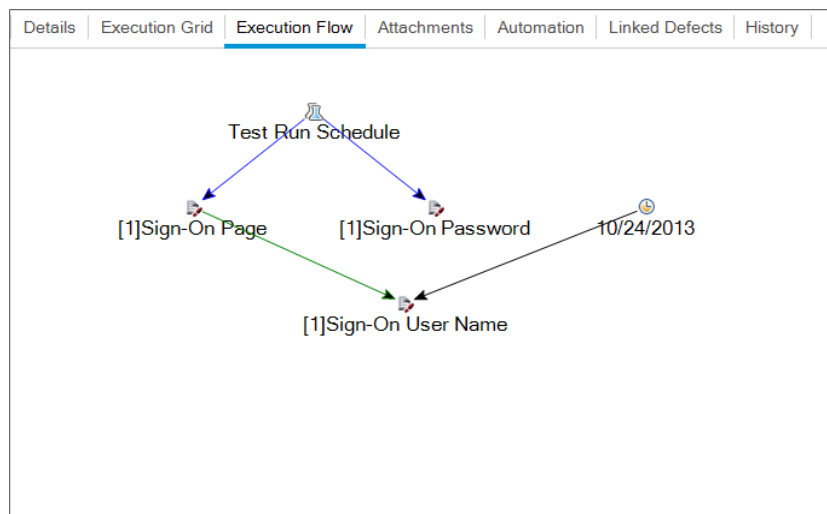 Details Execution Grid Execution Flow Attachments Automation Linked Defects History
Test Run Schedule
[1]Sign-On Page [1]Sign-On Password 10/24/2013
[1]Sign-On User Name